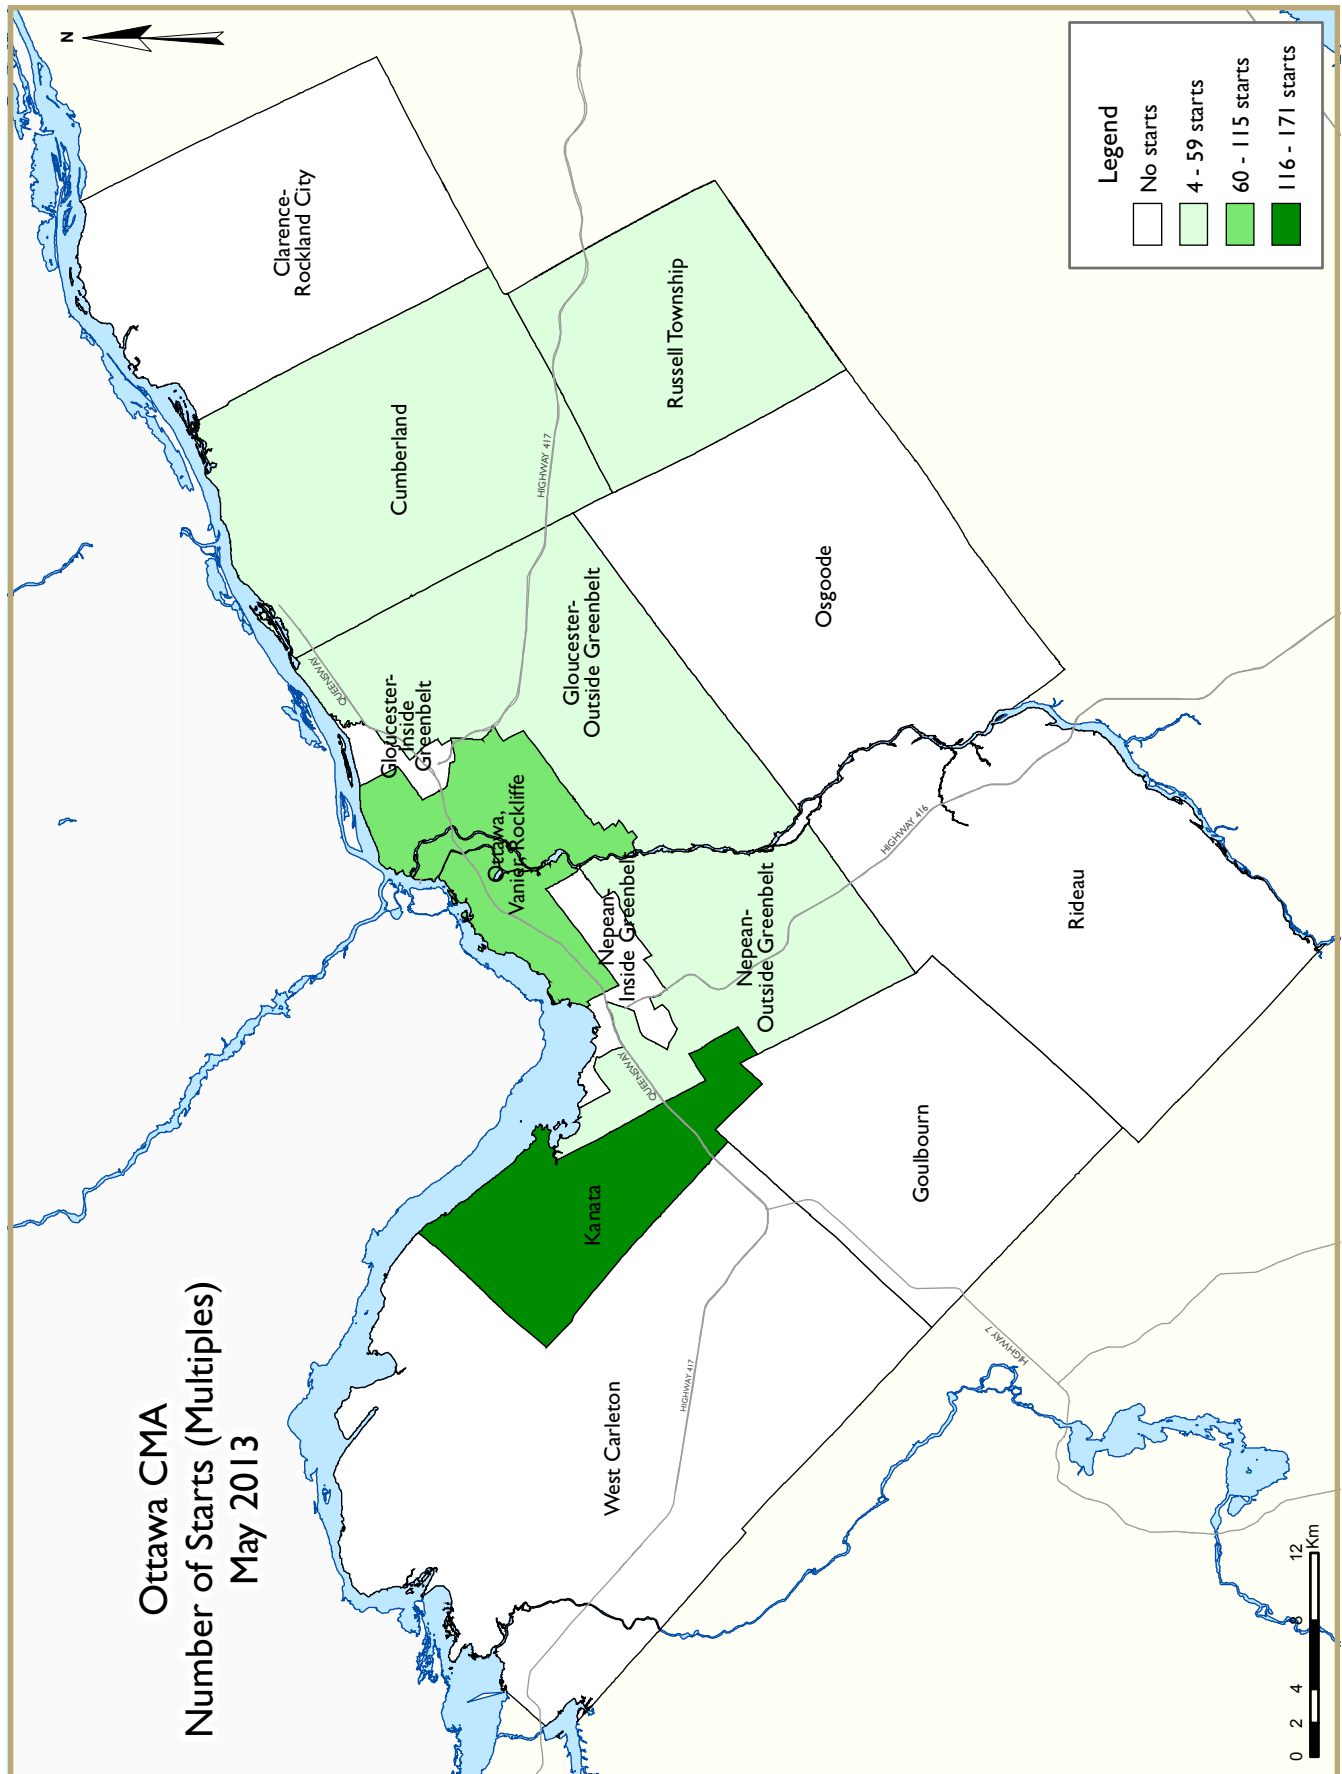 Ottawa CMA
Number of Starts (Multiples)
May 2013
N
West Carleton
Kanata
Goulbourn
Rideau
Nepean-
Outside Greenbelt
Nepean-
Inside Greenbelt
Ottawa,
Vanier, Rockliffe
Gloucester-
Inside
Greenbelt
Gloucester-
Outside Greenbelt
Osgoode
Cumberland
Russell Township
Clarence-
Rockland City
HIGHWAY 417
HIGHWAY 7
QUEENSWAY
HIGHWAY 416
QUEENSWAY
HIGHWAY 417
Legend
No starts
4 - 59 starts
60 - 115 starts
116 - 171 starts
0 2 4 8 12
Km